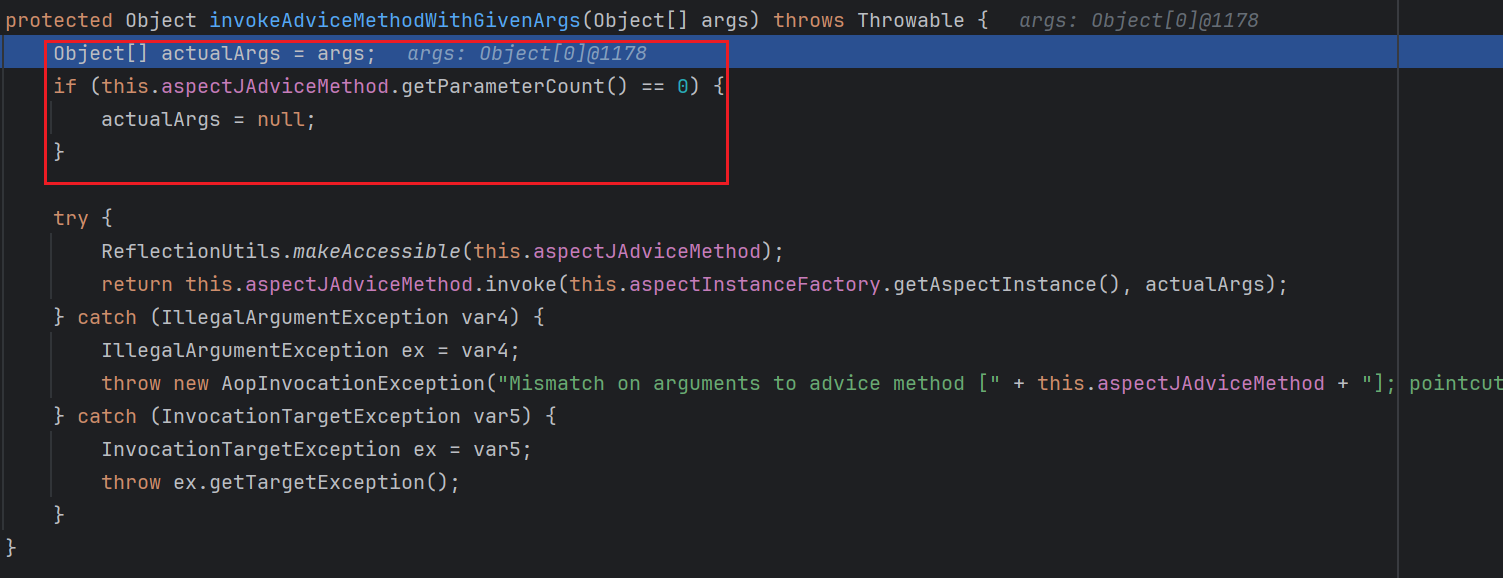 protected Object invokeAdviceMethodWithGivenArgs(Object[] args) throws Throwable {   args: Object[0]@1178
    Object[] actualArgs = args;   args: Object[0]@1178
    if (this.aspectJAdviceMethod.getParameterCount() == 0) {
        actualArgs = null;
    }

    try {
        ReflectionUtils.makeAccessible(this.aspectJAdviceMethod);
        return this.aspectJAdviceMethod.invoke(this.aspectInstanceFactory.getAspectInstance(), actualArgs);
    } catch (IllegalArgumentException var4) {
        IllegalArgumentException ex = var4;
        throw new AopInvocationException("Mismatch on arguments to advice method [" + this.aspectJAdviceMethod + "]; pointcut
    } catch (InvocationTargetException var5) {
        InvocationTargetException ex = var5;
        throw ex.getTargetException();
    }
}